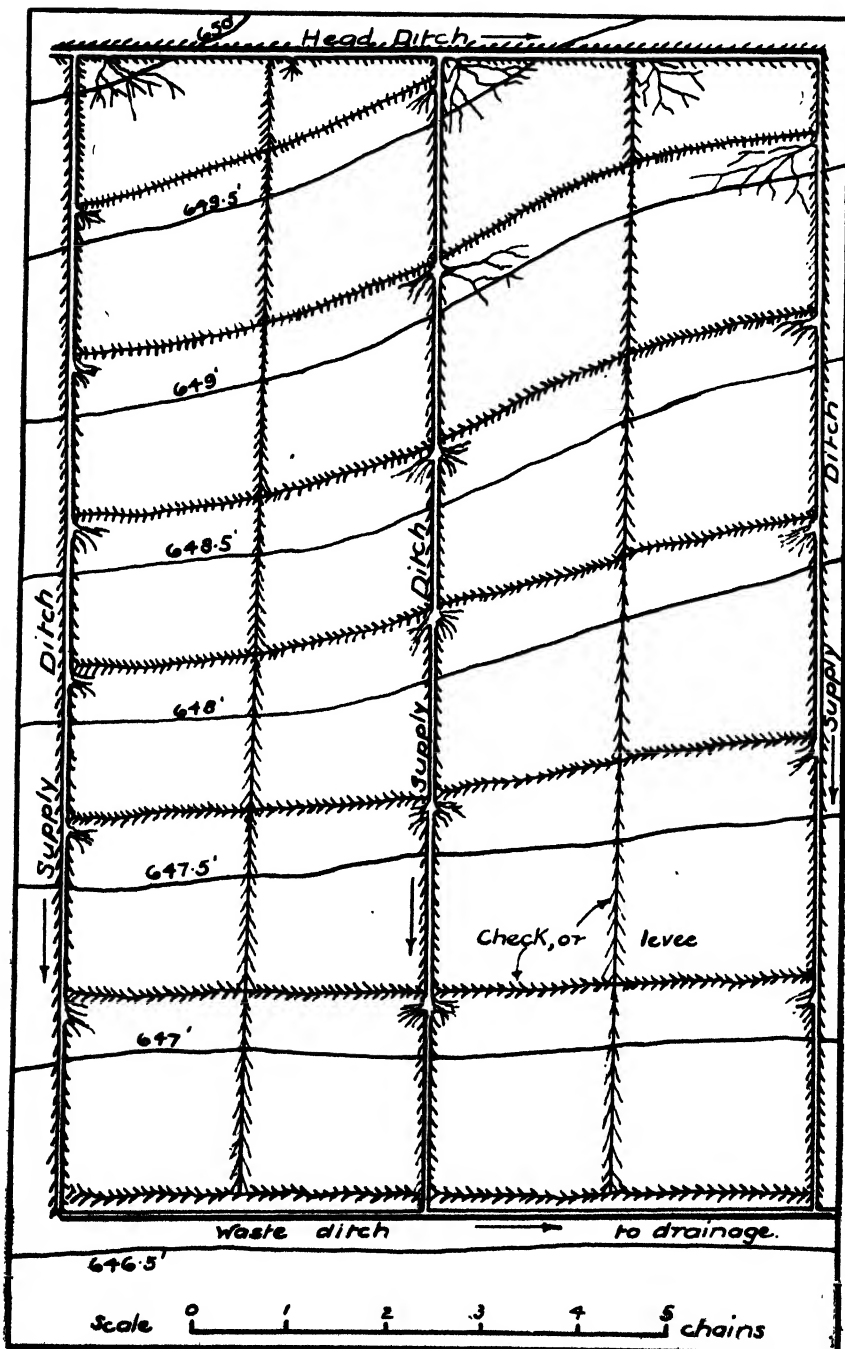 650'
Head Ditch
649.5'
649'
648.5'
648'
647.5'
647'
Supply Ditch
Supply Ditch
Supply Ditch
Check, or levee
Waste ditch to drainage.
646.5'
Scale 0 1 2 3 4 5 chains